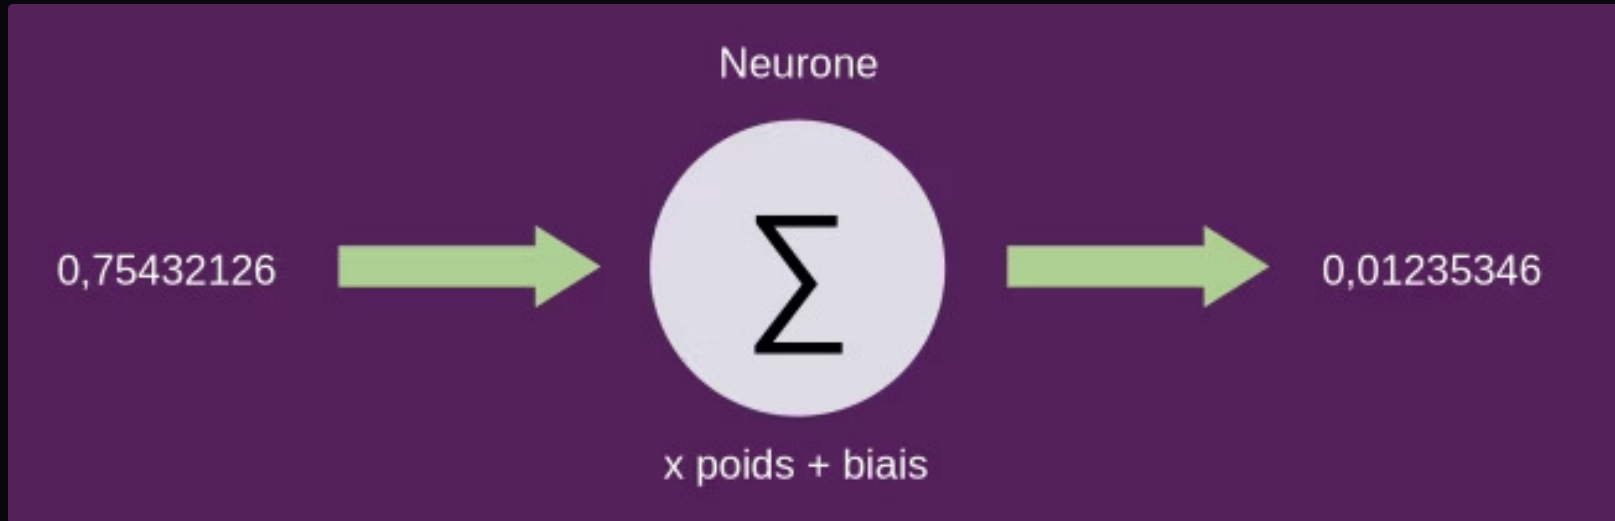 Neurone
0,75432126
∑
0,01235346
x poids + biais